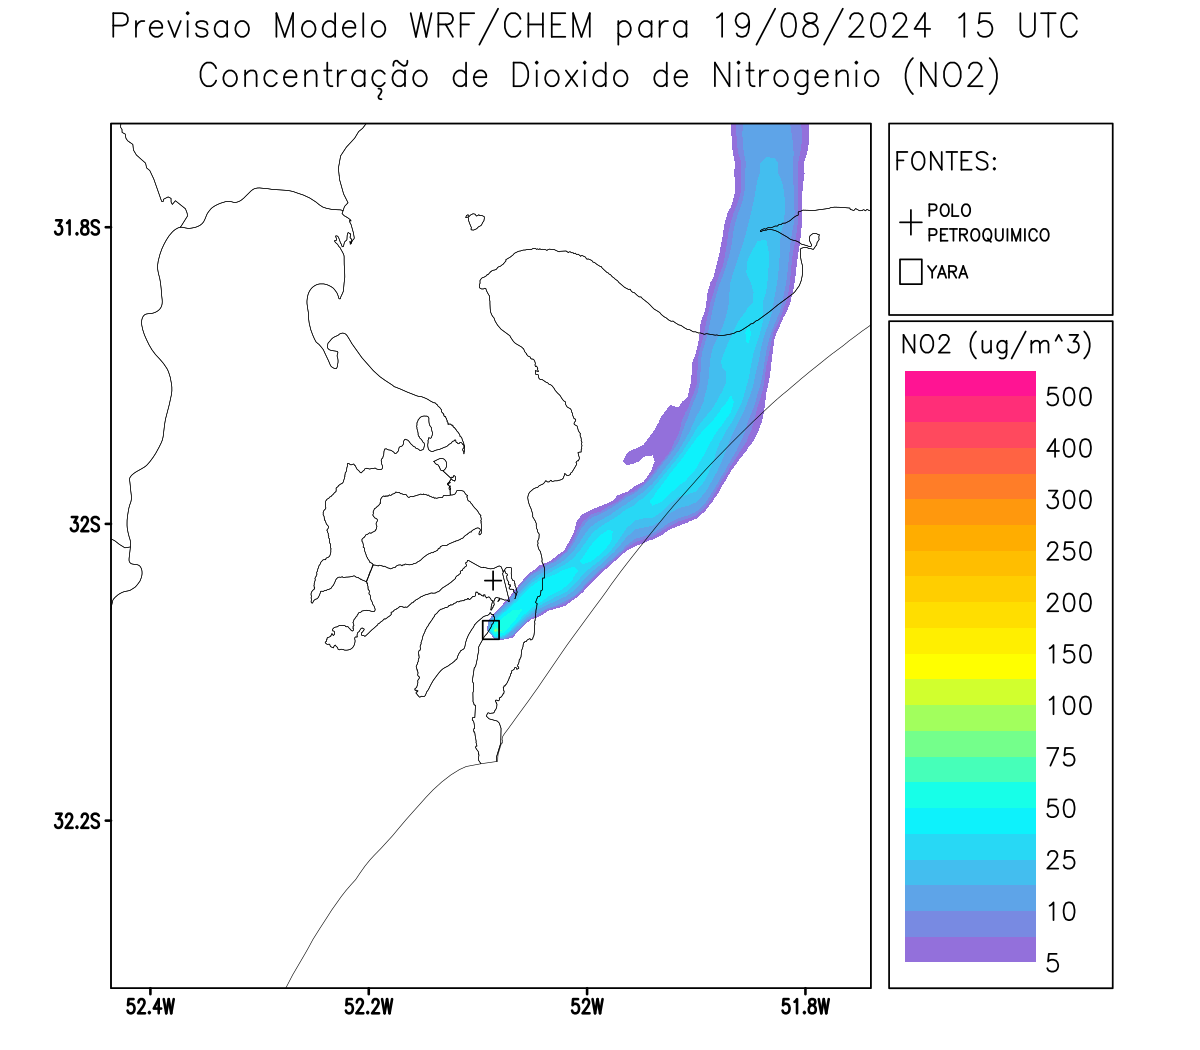 Previsao Modelo WRF/CHEM para 19/08/2024 15 UTC
Concentração de Dioxido de Nitrogenio (NO2)
FONTES:
POLO
PETROQUIMICO
YARA
31.8S
32S
32.2S
52.4W
52.2W
52W
51.8W
NO2 (ug/m^3)
500
400
300
250
200
150
100
75
50
25
10
5